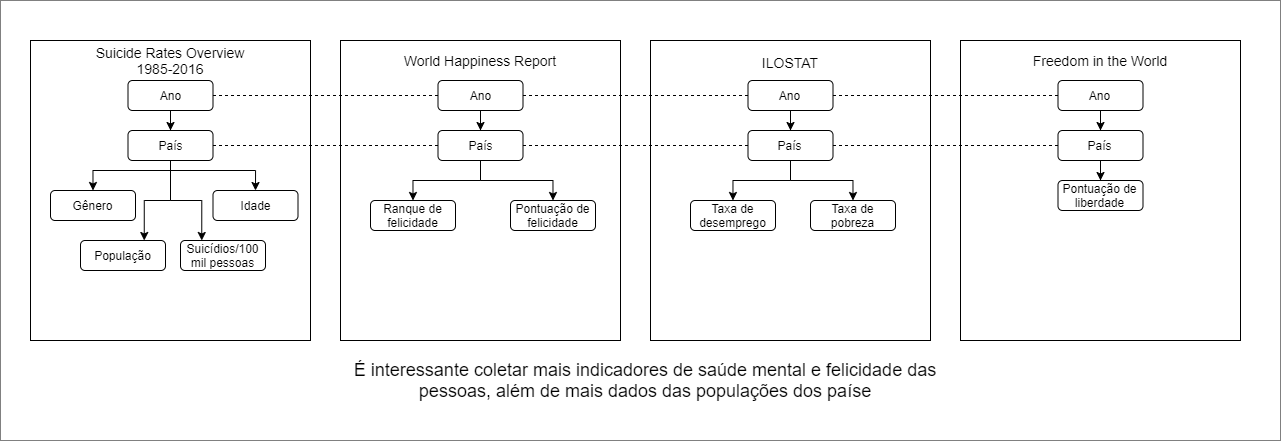 Suicide Rates Overview
1985-2016
Ano
País
Gênero
Idade
População
Suicídios/100
mil pessoas
World Happiness Report
Ano
País
Ranque de
felicidade
Pontuação de
felicidade
ILOSTAT
Ano
País
Taxa de
desemprego
Taxa de
pobreza
Freedom in the World
Ano
País
Pontuação de
liberdade
É interessante coletar mais indicadores de saúde mental e felicidade das
pessoas, além de mais dados das populações dos paíse